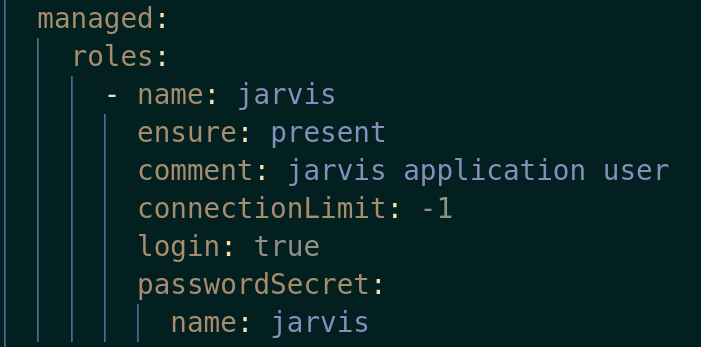 managed:
  roles:
    - name: jarvis
      ensure: present
      comment: jarvis application user
      connectionLimit: -1
      login: true
      passwordSecret:
        name: jarvis